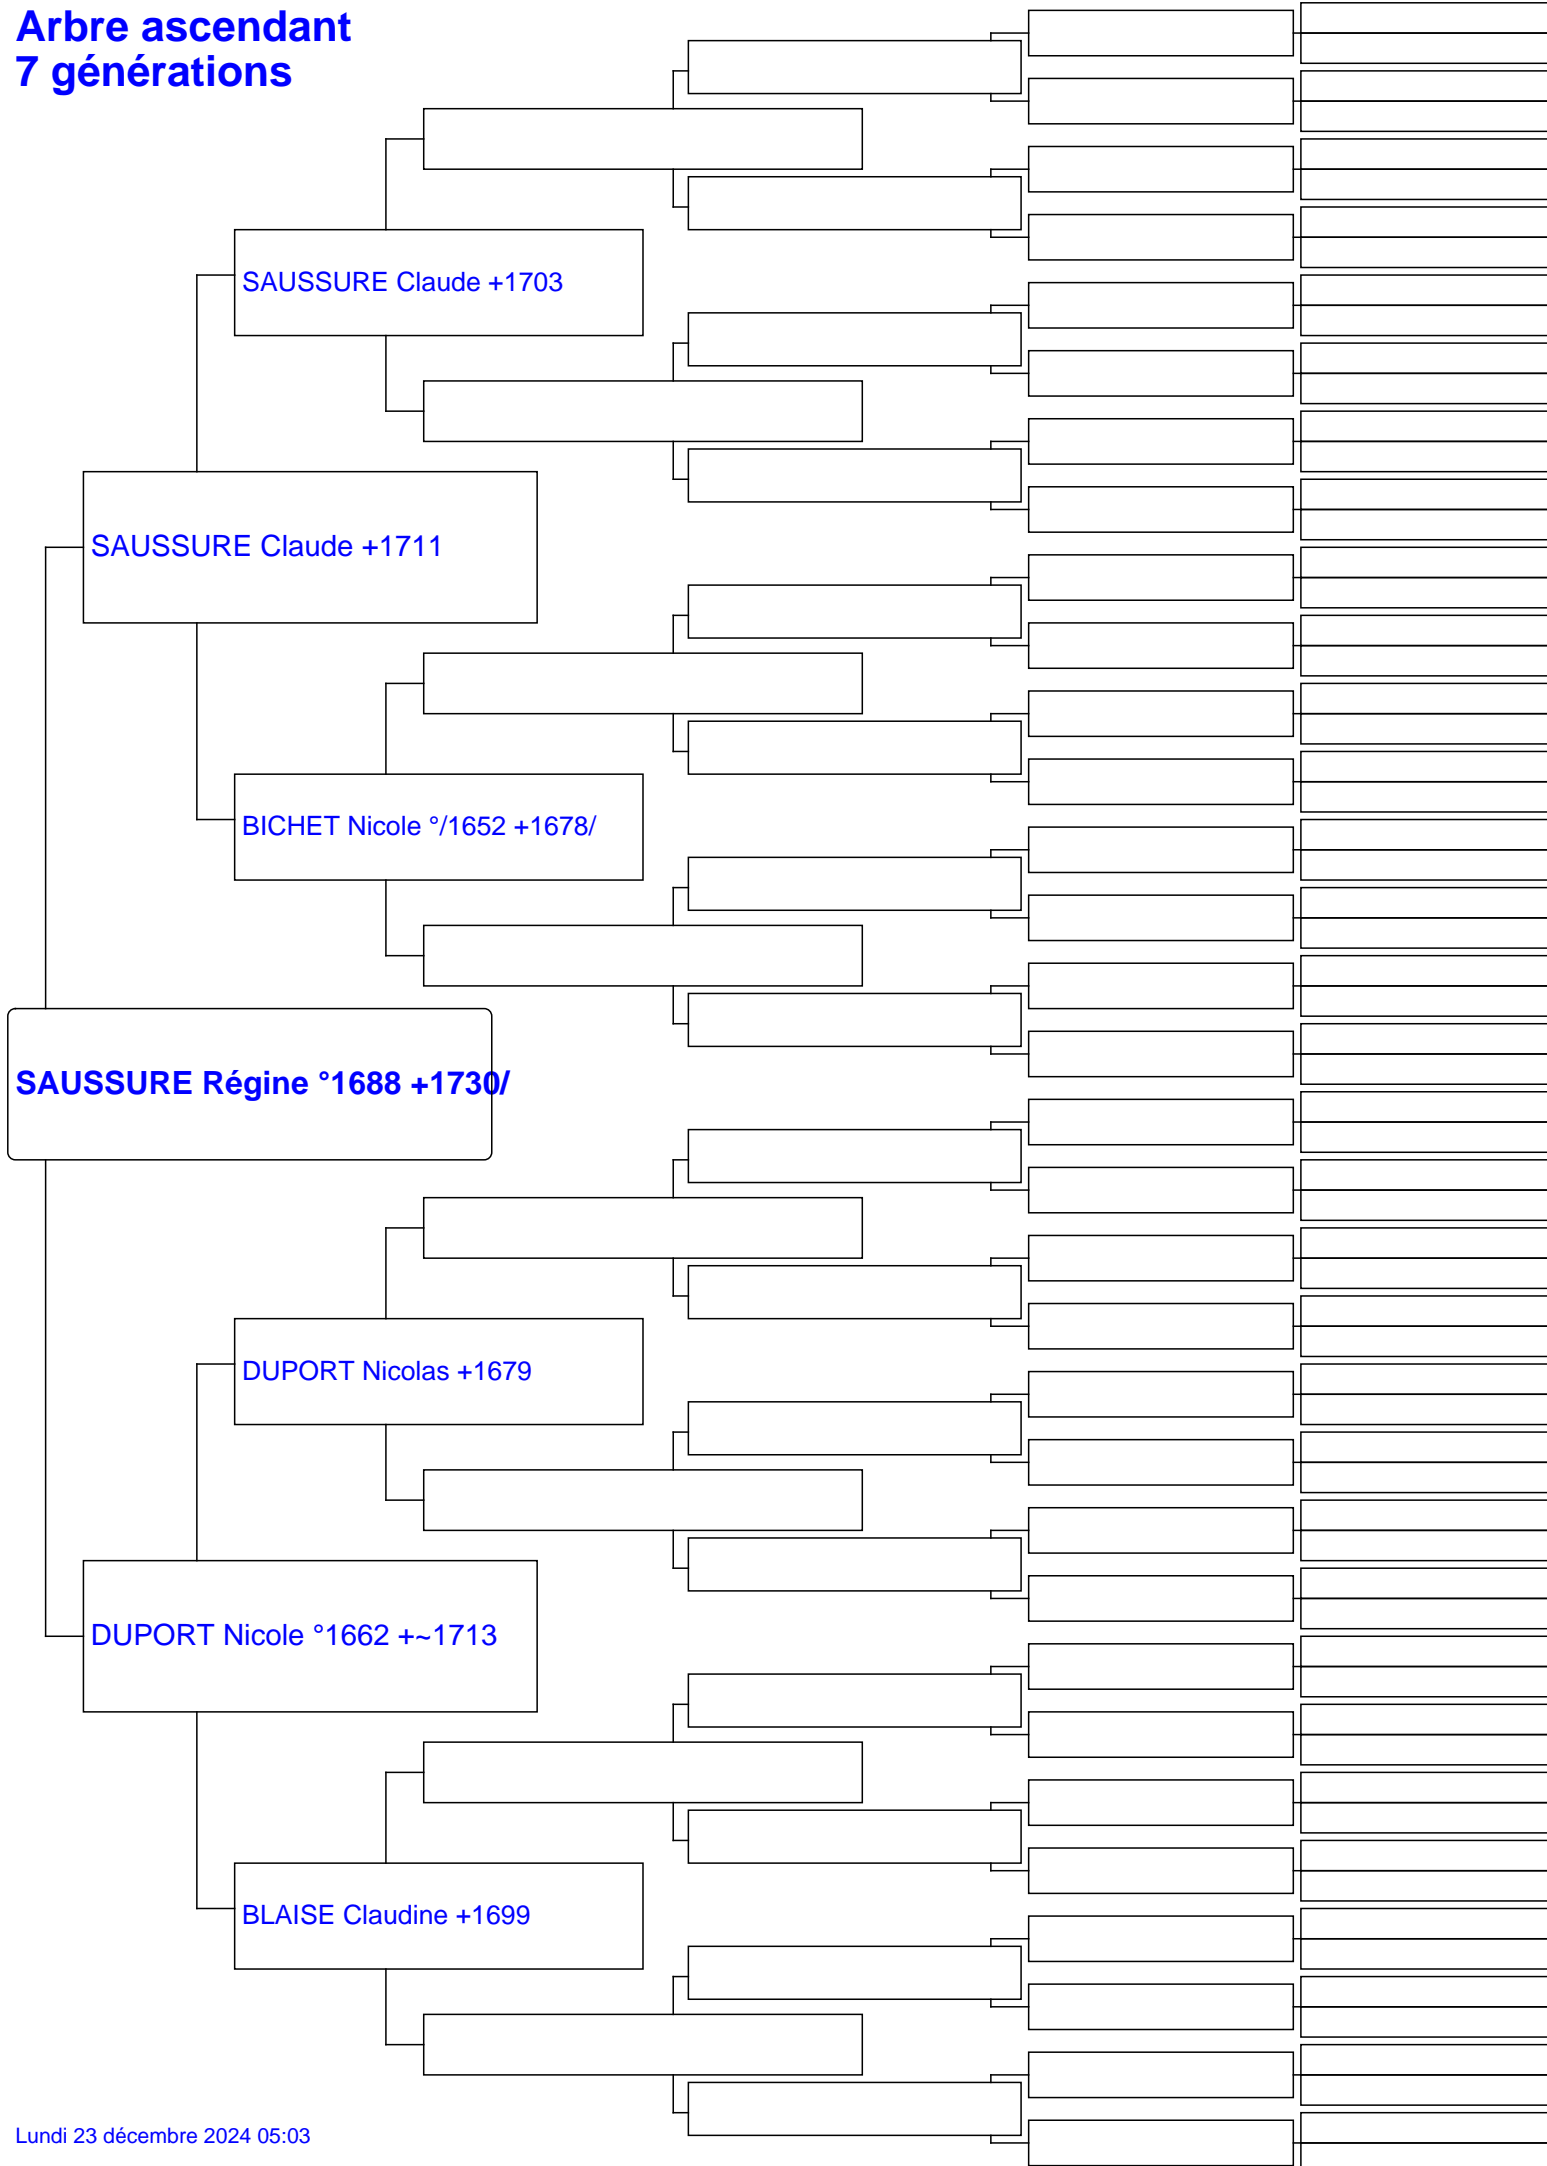 Arbre ascendant
7 générations
SAUSSURE Claude +1703
SAUSSURE Claude +1711
BICHET Nicole °/1652 +1678/
SAUSSURE Régine °1688 +1730/
DUPORT Nicolas +1679
DUPORT Nicole °1662 +~1713
BLAISE Claudine +1699
Lundi 23 décembre 2024 05:03